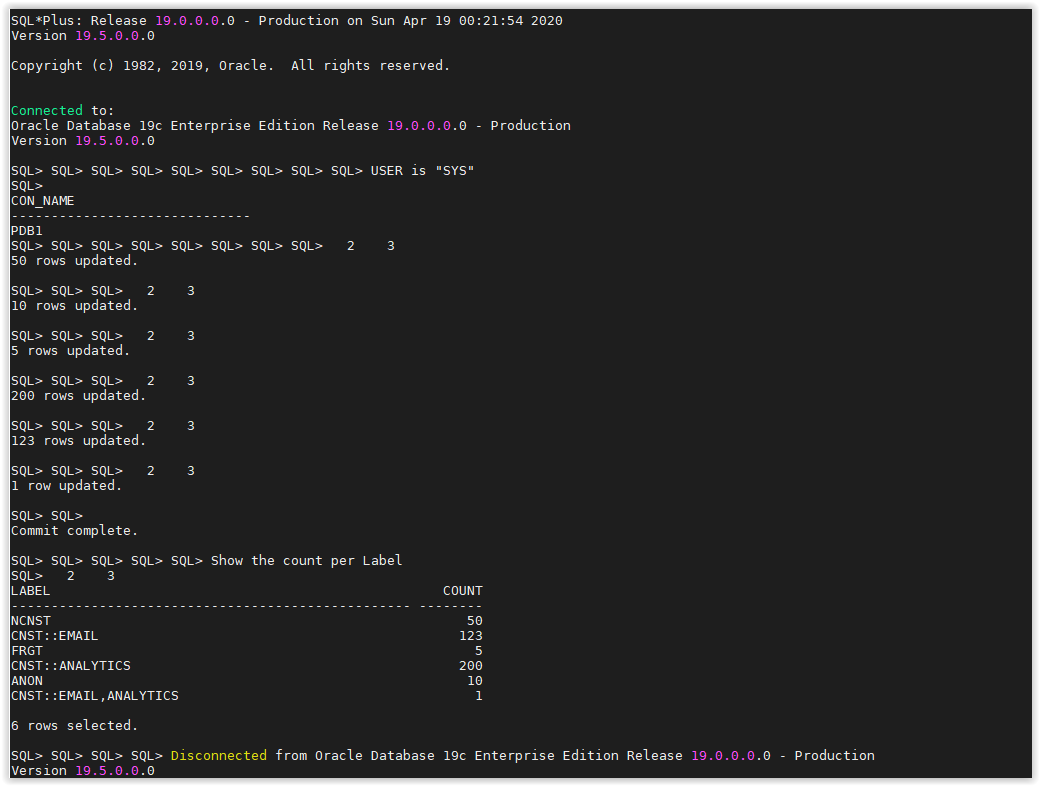 SQL*Plus: Release 19.0.0.0.0 - Production on Sun Apr 19 00:21:54 2020
Version 19.5.0.0.0
Copyright (c) 1982, 2019, Oracle.  All rights reserved.
Connected to:
Oracle Database 19c Enterprise Edition Release 19.0.0.0.0 - Production
Version 19.5.0.0.0
SQL> SQL> SQL> SQL> SQL> SQL> SQL> SQL> SQL> USER is "SYS"
SQL>
CON_NAME
------------------------------
PDB1
SQL> SQL> SQL> SQL> SQL> SQL> SQL> SQL>   2    3
50 rows updated.
SQL> SQL> SQL>   2    3
10 rows updated.
SQL> SQL> SQL>   2    3
5 rows updated.
SQL> SQL> SQL>   2    3
200 rows updated.
SQL> SQL> SQL>   2    3
123 rows updated.
SQL> SQL> SQL>   2    3
1 row updated.
SQL> SQL>
Commit complete.
SQL> SQL> SQL> SQL> SQL> Show the count per Label
SQL>   2    3
LABEL                                                 COUNT
-------------------------------------------------- --------
NCNST                                                    50
CNST::EMAIL                                             123
FRGT                                                      5
CNST::ANALYTICS                                         200
ANON                                                     10
CNST::EMAIL,ANALYTICS                                     1
6 rows selected.
SQL> SQL> SQL> SQL> Disconnected from Oracle Database 19c Enterprise Edition Release 19.0.0.0.0 - Production
Version 19.5.0.0.0